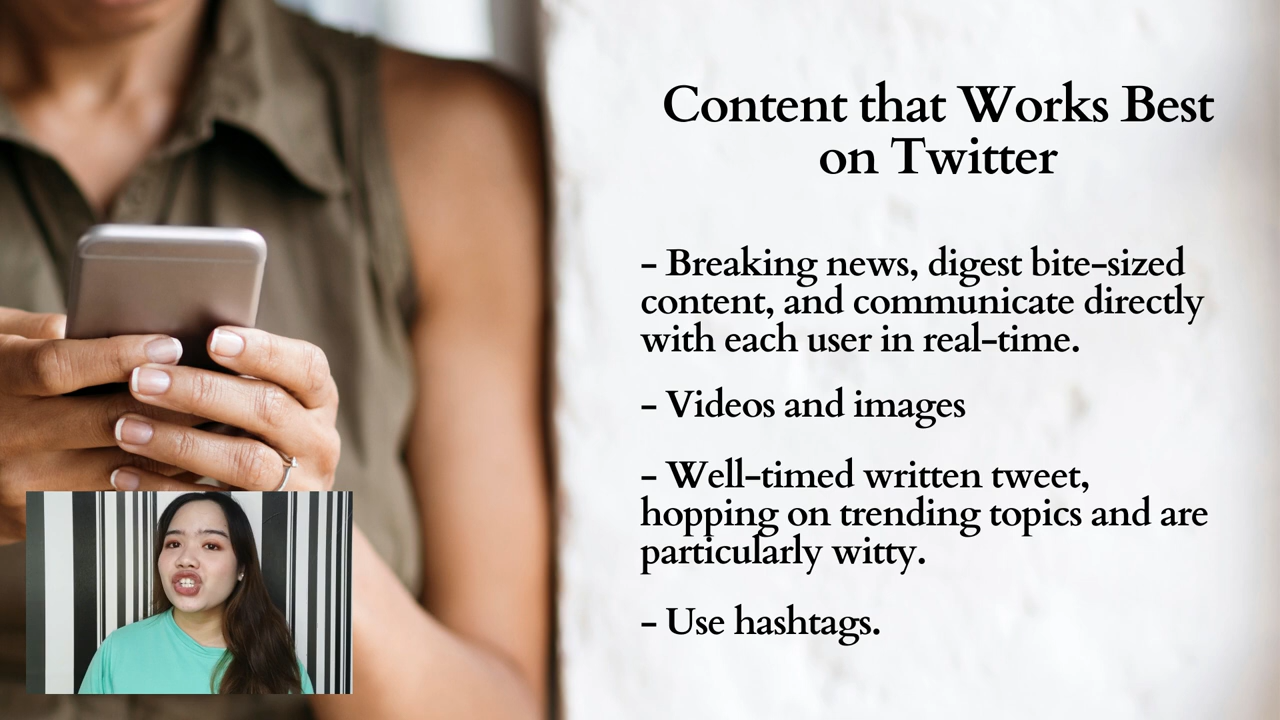 Content that Works Best
on Twitter
- Breaking news, digest bite-sized
content, and communicate directly
with each user in real-time.
- Videos and images
- Well-timed written tweet,
hopping on trending topics and are
particularly witty.
- Use hashtags.